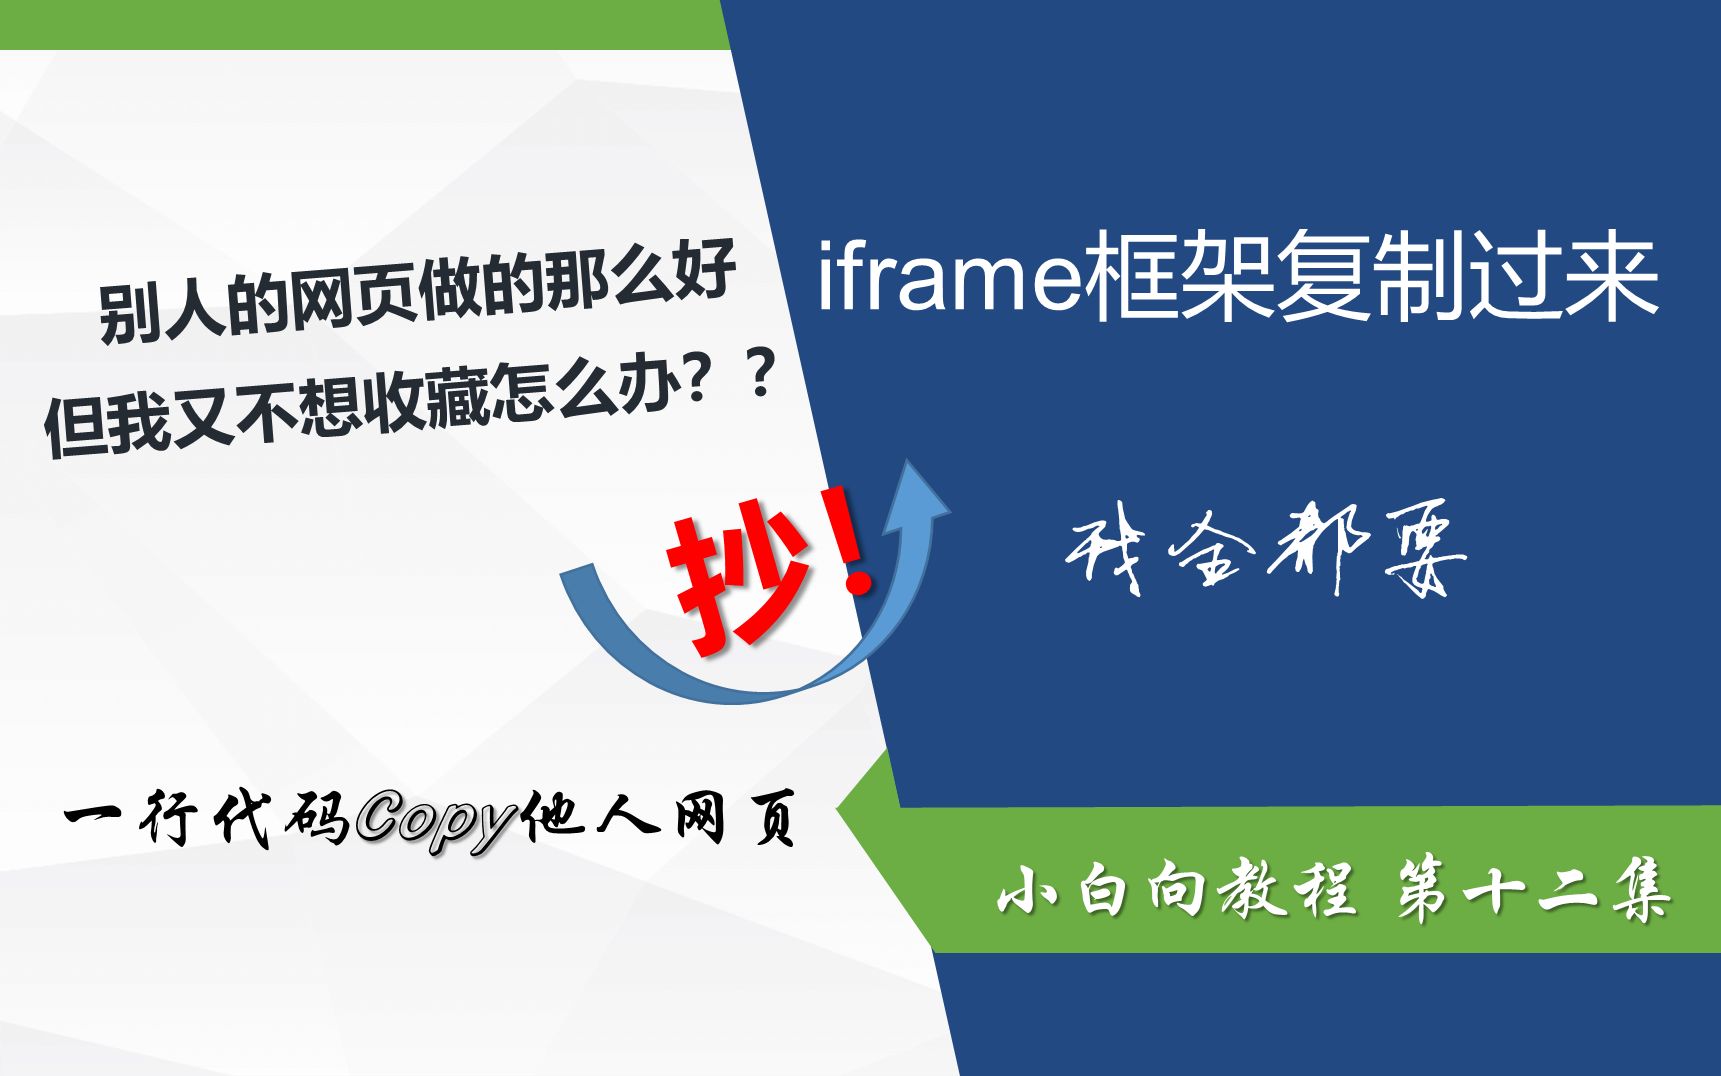 别人的网页做的那么好
但我又不想收藏怎么办？？
抄！
一行代码Copy他人网页
iframe框架复制过来
我全都要
小白向教程 第十二集